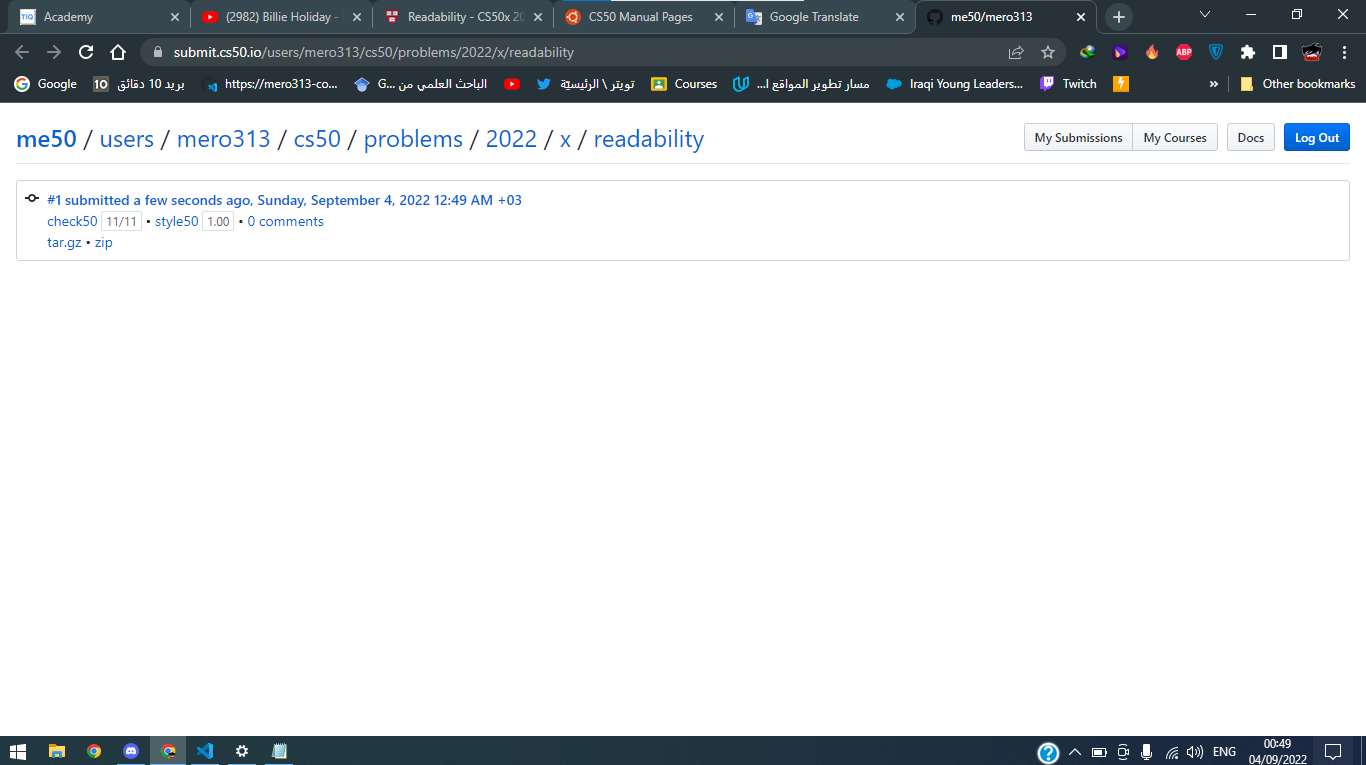 Academy
(2982) Billie Holiday -
Readability - CS50x 20
CS50 Manual Pages
Google Translate
me50/mero313
submit.cs50.io/users/mero313/cs50/problems/2022/x/readability
Google
بريد 10 دقائق
https://mero313-co...
الباحث العلمي من G...
تويتر \ الرئيسيّة
Courses
مسار تطوير المواقع ا...
Iraqi Young Leaders...
Twitch
»
Other bookmarks
me50 / users / mero313 / cs50 / problems / 2022 / x / readability
My Submissions
My Courses
Docs
Log Out
#1 submitted a few seconds ago, Sunday, September 4, 2022 12:49 AM +03
check50 11/11 • style50 1.00 • 0 comments
tar.gz • zip
ENG
00:49
04/09/2022